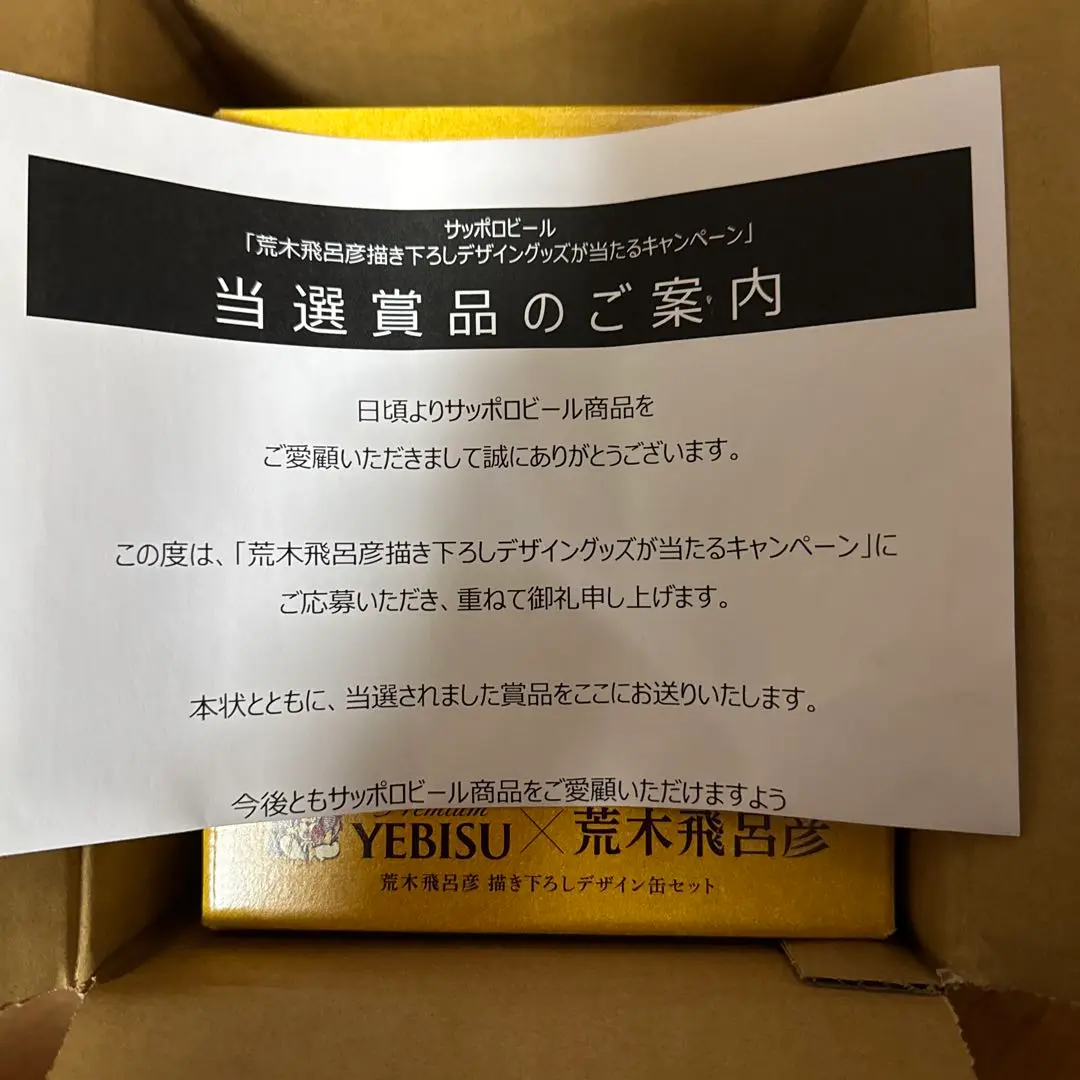 サッポロビール
「荒木飛呂彦描き下ろしデザイングッズが当たるキャンペーン」
当選賞品のご案内
日頃よりサッポロビール商品を
ご愛顧いただきまして誠にありがとうございます。
この度は、「荒木飛呂彦描き下ろしデザイングッズが当たるキャンペーン」に
ご応募いただき、重ねて御礼申し上げます。
本状とともに、当選されました賞品をここにお送りいたします。
今後ともサッポロビール商品をご愛顧いただけますよう
Premium
YEBISU×荒木飛呂彦
荒木飛呂彦 描き下ろしデザイン缶セット